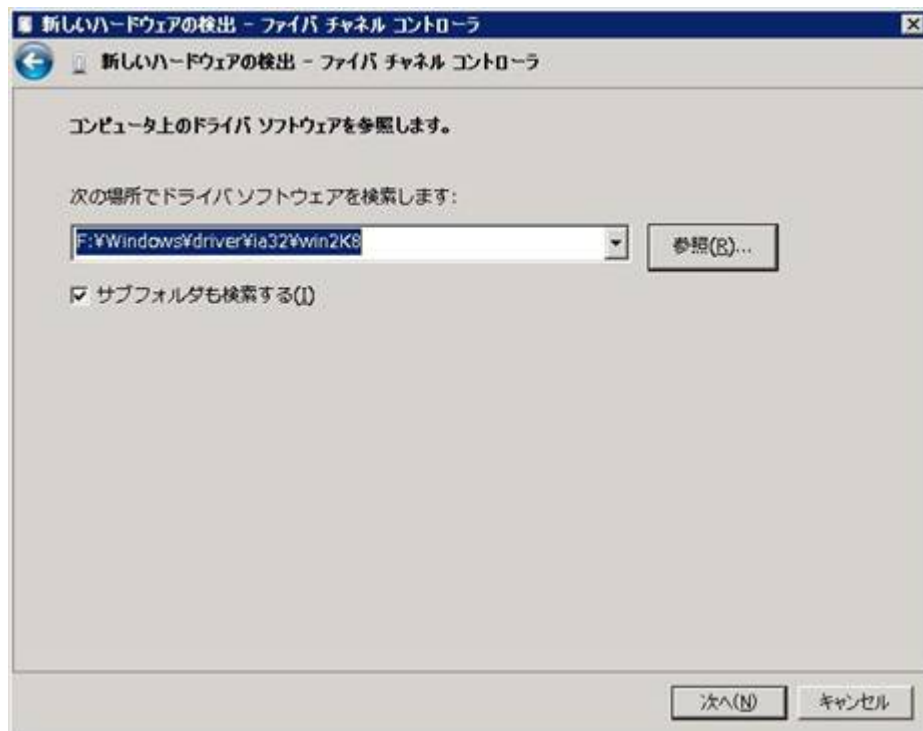 新しいハードウェアの検出 - ファイバ チャネル コントローラ
新しいハードウェアの検出 - ファイバ チャネル コントローラ
コンピュータ上のドライバ ソフトウェアを参照します。
次の場所でドライバ ソフトウェアを検索します:
F:¥Windows¥driver¥ia32¥win2K8
参照(R)...
サブフォルダも検索する(I)
次へ(N)
キャンセル